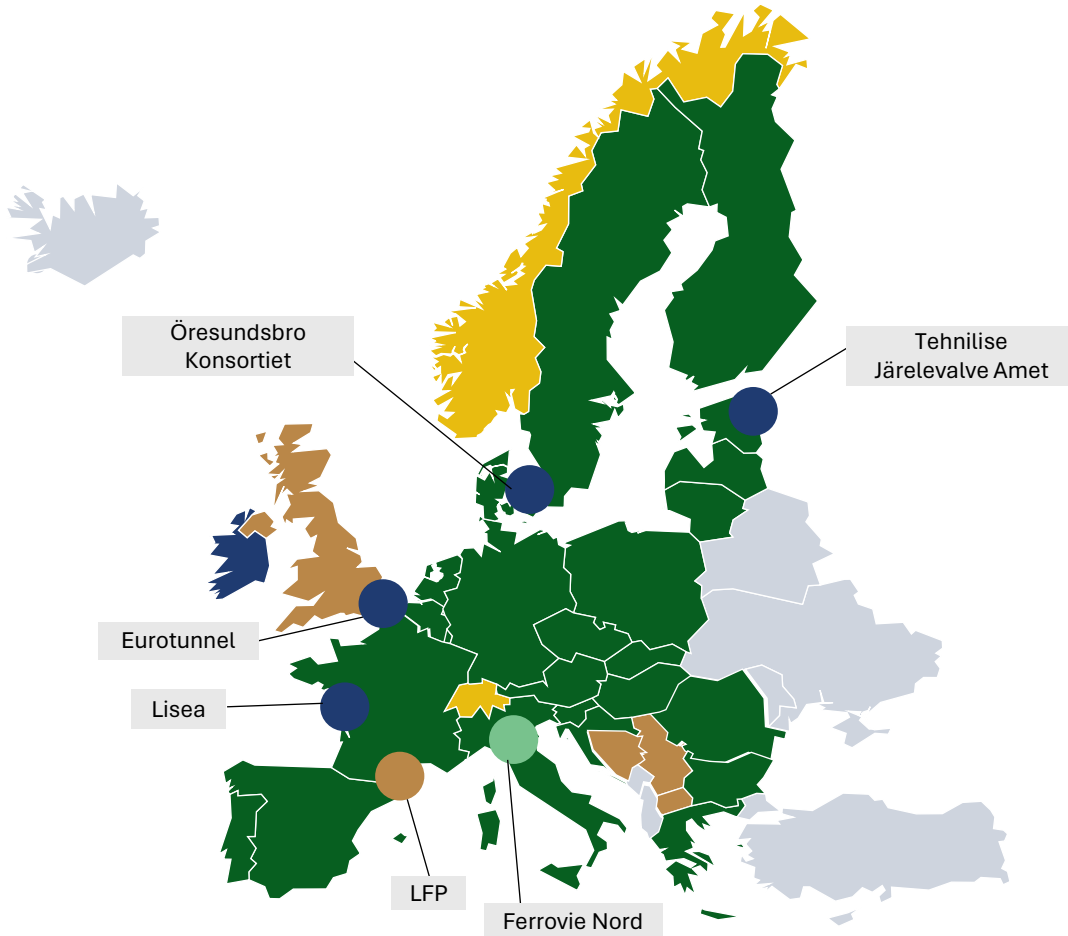 Öresundsbro
Konsortiet
Tehnilise
Järelevalve Amet
Eurotunnel
Lisea
LFP
Ferrovie Nord